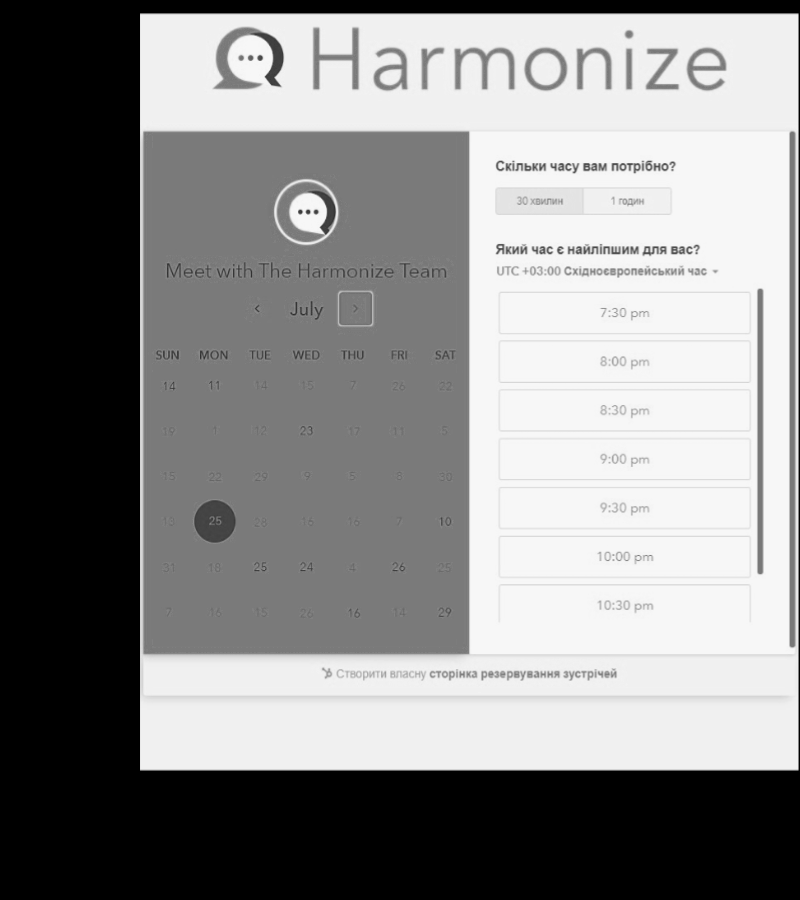 Harmonize
Meet with The Harmonize Team
July
SUN MON TUE WED THU FRI SAT
14 11 14 15 7 26 22
19 1 12 23 17 11 5
15 22 29 9 5 8 30
25 28 16 16 7 10
31 18 25 24 4 26 25
7 16 15 26 16 14 29
Скільки часу вам потрібно?
30 хвилин 1 годин
Який час є найліпшим для вас?
UTC +03:00 Східноєвропейський час
7:30 pm
8:00 pm
8:30 pm
9:00 pm
9:30 pm
10:00 pm
10:30 pm
Створити власну сторінка резервування зустрічей